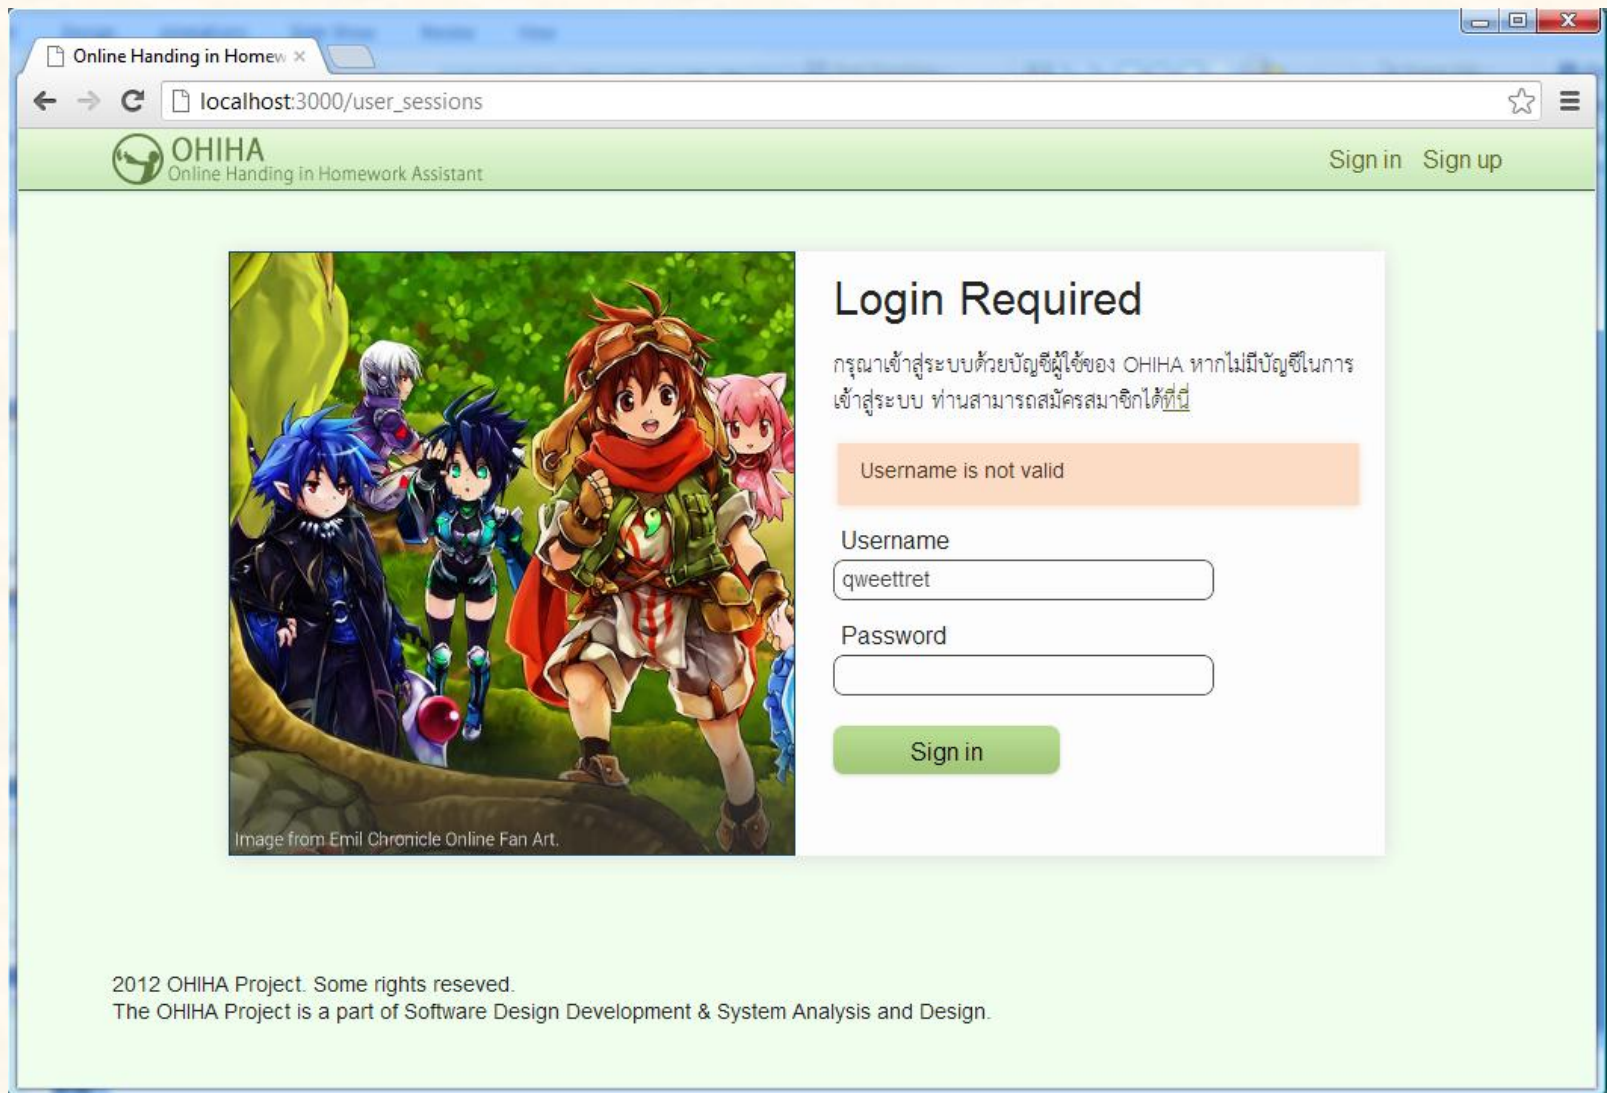 Online Handing in Homew
localhost:3000/user_sessions
OHIHA
Online Handing in Homework Assistant
Sign in Sign up
Login Required
กรุณาเข้าสู่ระบบด้วยบัญชีผู้ใช้ของ OHIHA หากไม่มีบัญชีในการ
เข้าสู่ระบบ ท่านสามารถสมัครสมาชิกได้ที่นี่
Username is not valid
Username
qweettret
Password
Sign in
Image from Emil Chronicle Online Fan Art.
2012 OHIHA Project. Some rights reseved.
The OHIHA Project is a part of Software Design Development & System Analysis and Design.